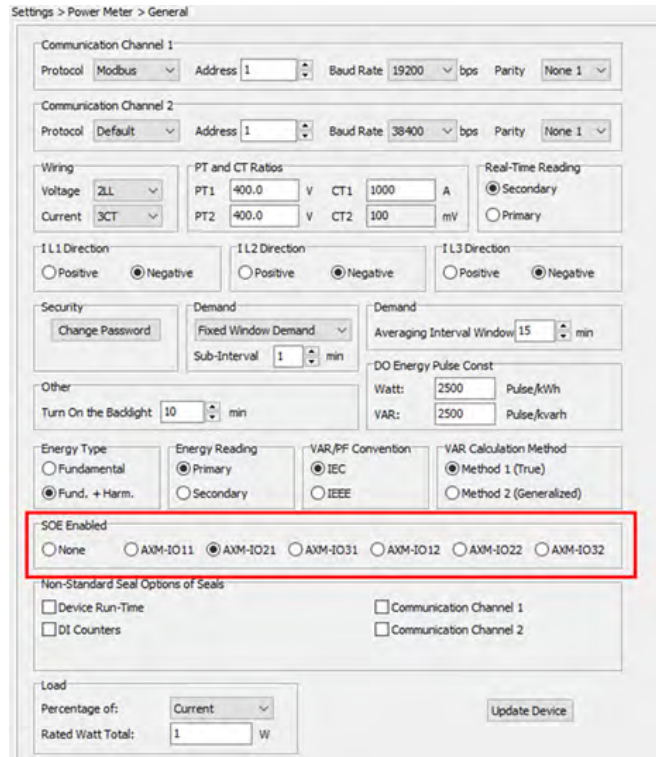 Settings > Power Meter > General
Communication Channel 1
Protocol Modbus Address 1 Baud Rate 19200 bps Parity None 1
Communication Channel 2
Protocol Default Address 1 Baud Rate 38400 bps Parity None 1
Wiring PT and CT Ratios Real-Time Reading
Voltage 2LL PT1 400.0 V CT1 1000 A Secondary
Current 3CT PT2 400.0 V CT2 100 mV Primary
I L1 Direction I L2 Direction I L3 Direction
Positive Negative Positive Negative Positive Negative
Security Demand Demand
Change Password Fixed Window Demand Averaging Interval Window 15 min
Sub-Interval 1 min
DO Energy Pulse Const
Other Watt: 2500 Pulse/kWh
Turn On the Backlight 10 min VAR: 2500 Pulse/kvarh
Energy Type Energy Reading VAR/PF Convention VAR Calculation Method
Fundamental Primary IEC Method 1 (True)
Fund. + Harm. Secondary IEEE Method 2 (Generalized)
SOE Enabled
None AXM-IO11 AXM-IO21 AXM-IO31 AXM-IO12 AXM-IO22 AXM-IO32
Non-Standard Seal Options of Seals
Device Run-Time Communication Channel 1
DI Counters Communication Channel 2
Load
Percentage of: Current Update Device
Rated Watt Total: 1 W